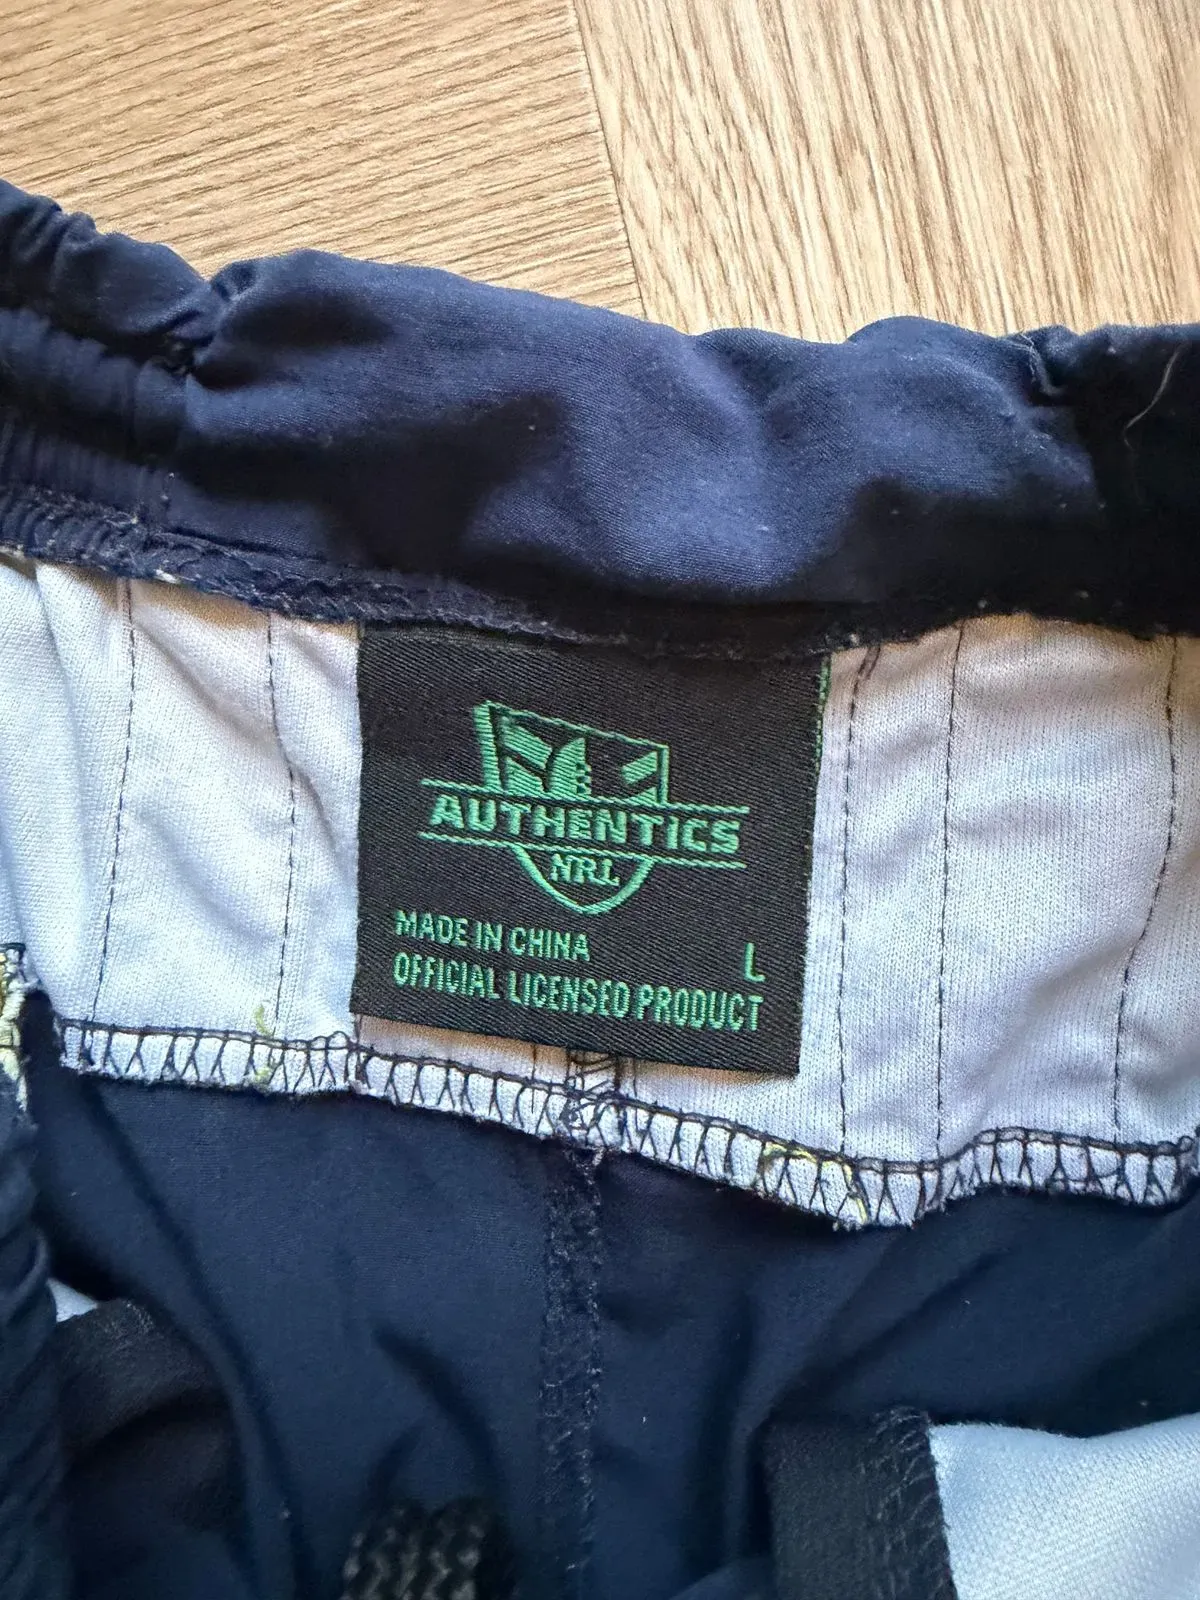 AUTHENTICS
NRL
MADE IN CHINA
L
OFFICIAL LICENSED PRODUCT